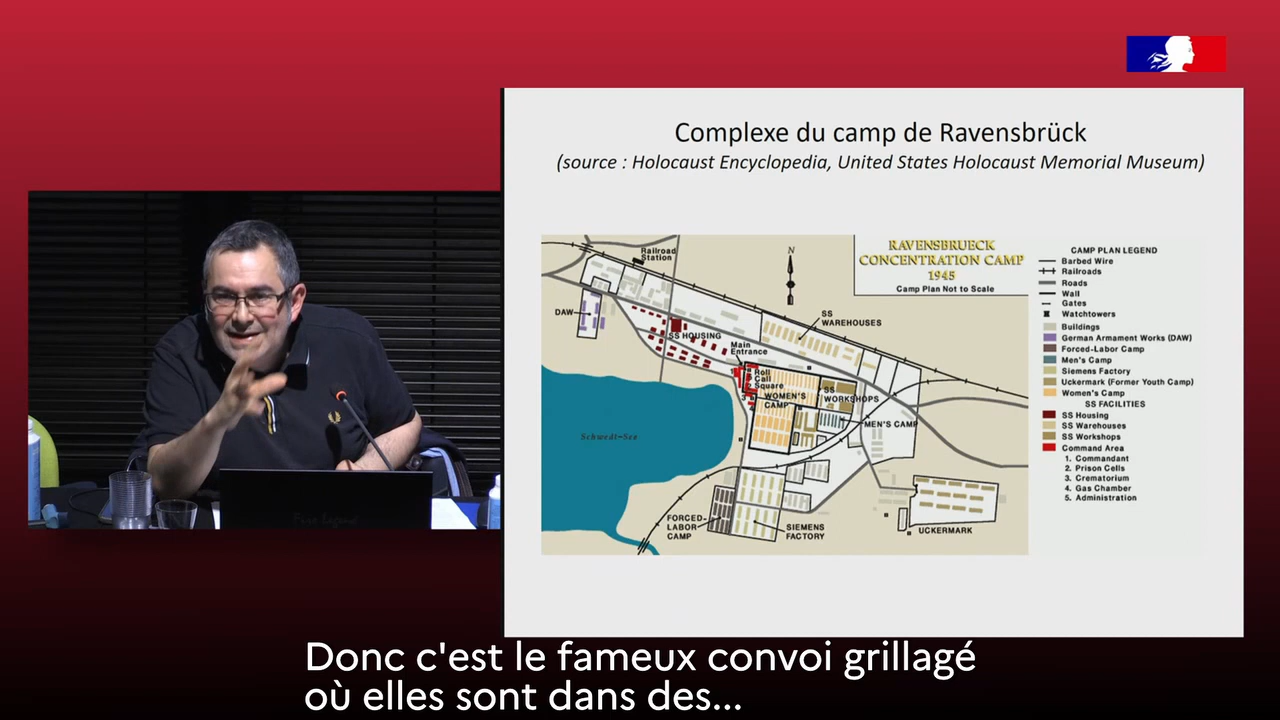 Complexe du camp de Ravensbrück
(source : Holocaust Encyclopedia, United States Holocaust Memorial Museum)
RAVENSBRUECK
CONCENTRATION CAMP
1945
Camp Plan Not to Scale
N
Railroad
Station
DAW
SS HOUSING
Main
Entrance
SS
WAREHOUSES
Roll
Call
Square
WOMEN'S
CAMP
SS
WORKSHOPS
MEN'S CAMP
Schwedt-See
FORCED-
LABOR
CAMP
SIEMENS
FACTORY
UCKERMARK
CAMP PLAN LEGEND
Barbed Wire
Railroads
Roads
Wall
Gates
Watchtowers
Buildings
German Armament Works (DAW)
Forced-Labor Camp
Men's Camp
Siemens Factory
Uckermark (Former Youth Camp)
Women's Camp
SS FACILITIES
SS Housing
SS Warehouses
SS Workshops
Command Area
1. Commandant
2. Prison Cells
3. Crematorium
4. Gas Chamber
5. Administration
Donc c'est le fameux convoi grillagé
où elles sont dans des...